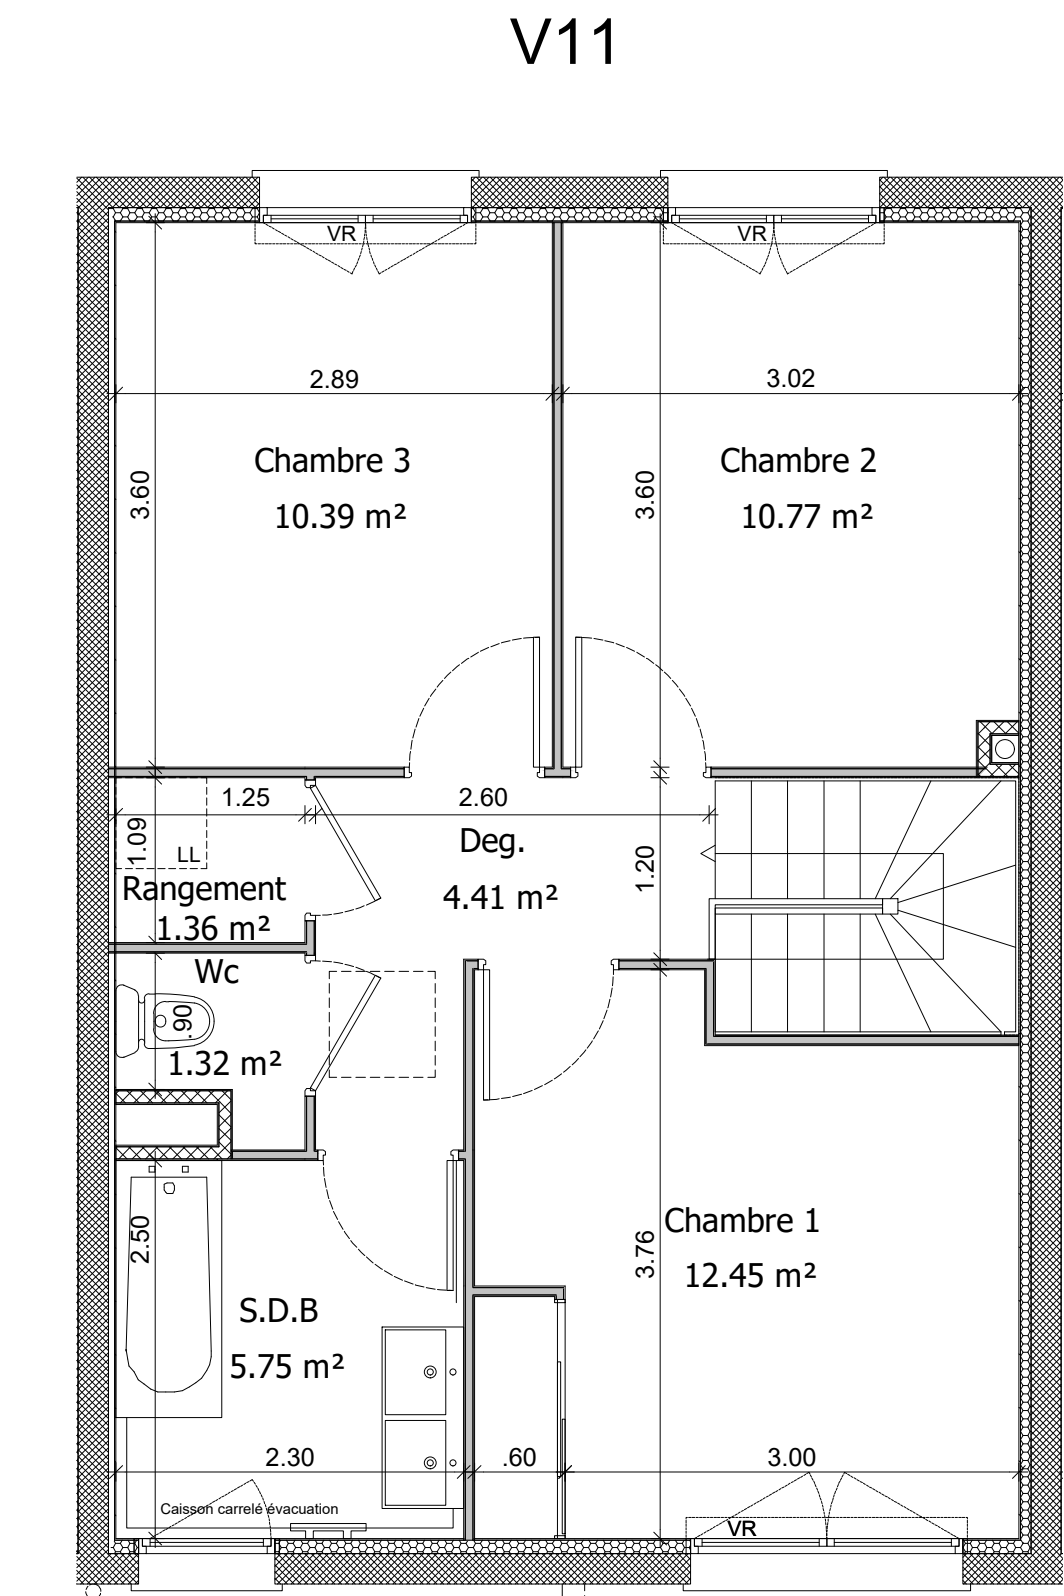 V11
VR
VR
2.89
3.02
Chambre 3
10.39 m²
Chambre 2
10.77 m²
3.60
3.60
1.25
2.60
1.09
LL
Deg.
4.41 m²
1.20
Rangement
1.36 m²
Wc
.90
1.32 m²
2.50
Chambre 1
12.45 m²
3.76
S.D.B
5.75 m²
2.30
.60
3.00
Caisson carrelé évacuation
VR